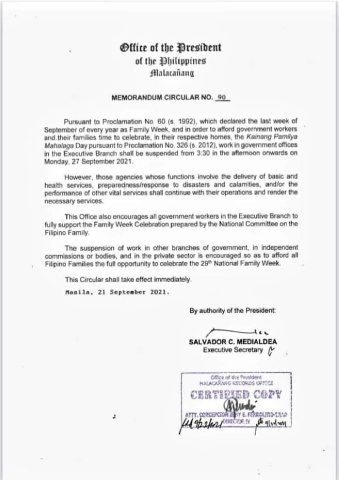 Office of the President
of the Philippines
Malacañang
MEMORANDUM CIRCULAR NO. 90
Pursuant to Proclamation No. 60 (s. 1992), which declared the last week of
September of every year as Family Week, and in order to afford government workers
and their families time to celebrate, in their respective homes, the Kainang Pamilya
Mahalaga Day pursuant to Proclamation No. 326 (s. 2012), work in government offices
in the Executive Branch shall be suspended from 3:30 in the afternoon onwards on
Monday, 27 September 2021.
However, those agencies whose functions involve the delivery of basic and
health services, preparedness/response to disasters and calamities, and/or the
performance of other vital services shall continue with their operations and render the
necessary services.
This Office also encourages all government workers in the Executive Branch to
fully support the Family Week Celebration prepared by the National Committee on the
Filipino Family.
The suspension of work in other branches of government, in independent
commissions or bodies, and in the private sector is encouraged so as to afford all
Filipino Families the full opportunity to celebrate the 29th National Family Week.
This Circular shall take effect immediately.
Manila, 21 September 2021.
By authority of the President:
SALVADOR C. MEDIALDEA
Executive Secretary
Office of the President
MALACAÑANG RECORDS OFFICE
CERTIFIED COPY
ATTY. CONCEPCION
DIRECTOR IV